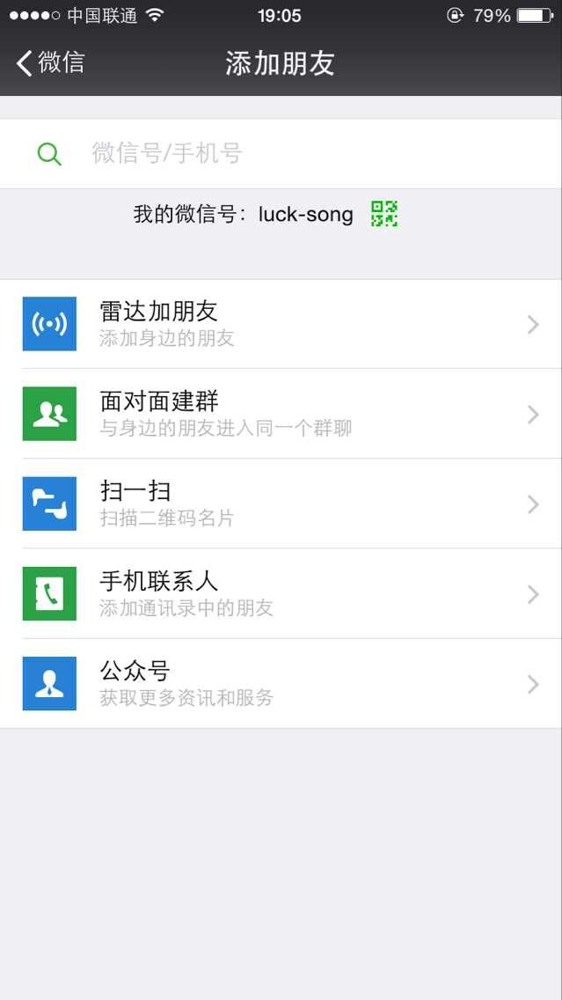 中国联通 19:05 79%
微信 添加朋友
微信号/手机号
我的微信号：luck-song
雷达加朋友
添加身边的朋友
面对面建群
与身边的朋友进入同一个群聊
扫一扫
扫描二维码名片
手机联系人
添加通讯录中的朋友
公众号
获取更多资讯和服务